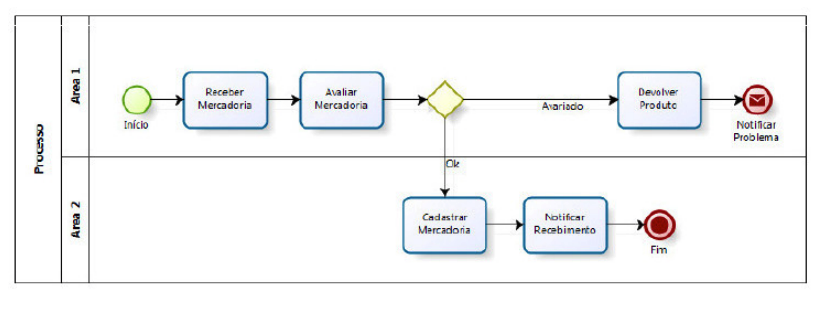 Processo
Area 1
Início
Receber
Mercadoria
Avaliar
Mercadoria
Avariado
Devolver
Produto
Notificar
Problema
Ok
Area 2
Cadastrar
Mercadoria
Notificar
Recebimento
Fim